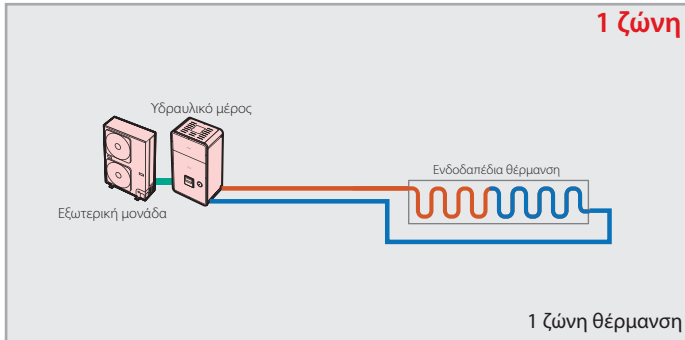 1 ζώνη
Υδραυλικό μέρος
Ενδοδαπέδια θέρμανση
Εξωτερική μονάδα
1 ζώνη θέρμανση